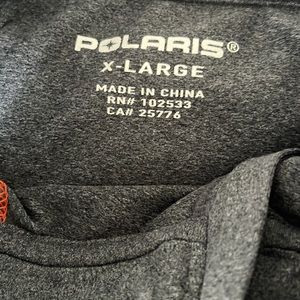 POLARIS®
X-LARGE
MADE IN CHINA
RN# 102533
CA# 25776